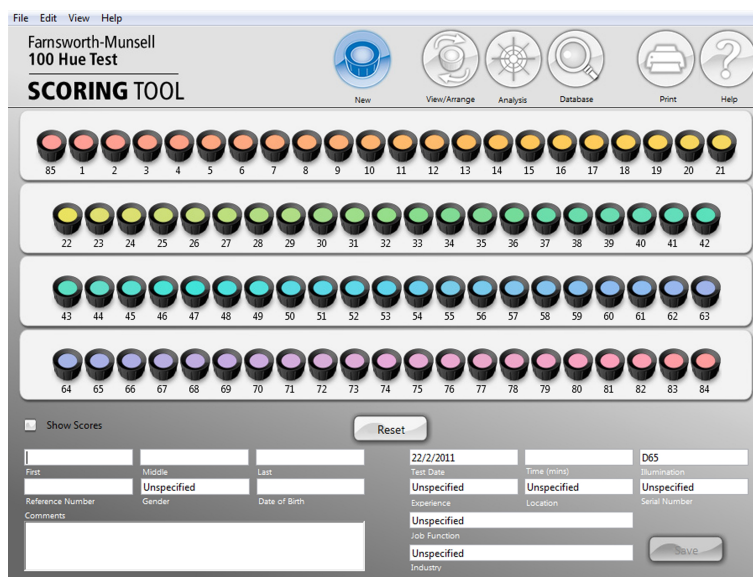 File Edit View Help
Farnsworth-Munsell
100 Hue Test
SCORING TOOL
New View/Arrange Analysis Database Print Help
85 1 2 3 4 5 6 7 8 9 10 11 12 13 14 15 16 17 18 19 20 21
22 23 24 25 26 27 28 29 30 31 32 33 34 35 36 37 38 39 40 41 42
43 44 45 46 47 48 49 50 51 52 53 54 55 56 57 58 59 60 61 62 63
64 65 66 67 68 69 70 71 72 73 74 75 76 77 78 79 80 81 82 83 84
Show Scores
Reset
22/2/2011 D65
First Middle Last Test Date Time (mins) Illumination
Unspecified Unspecified Unspecified Unspecified
Reference Number Gender Date of Birth Experience Location Serial Number
Comments
Unspecified
Job Function
Unspecified
Industry
Save